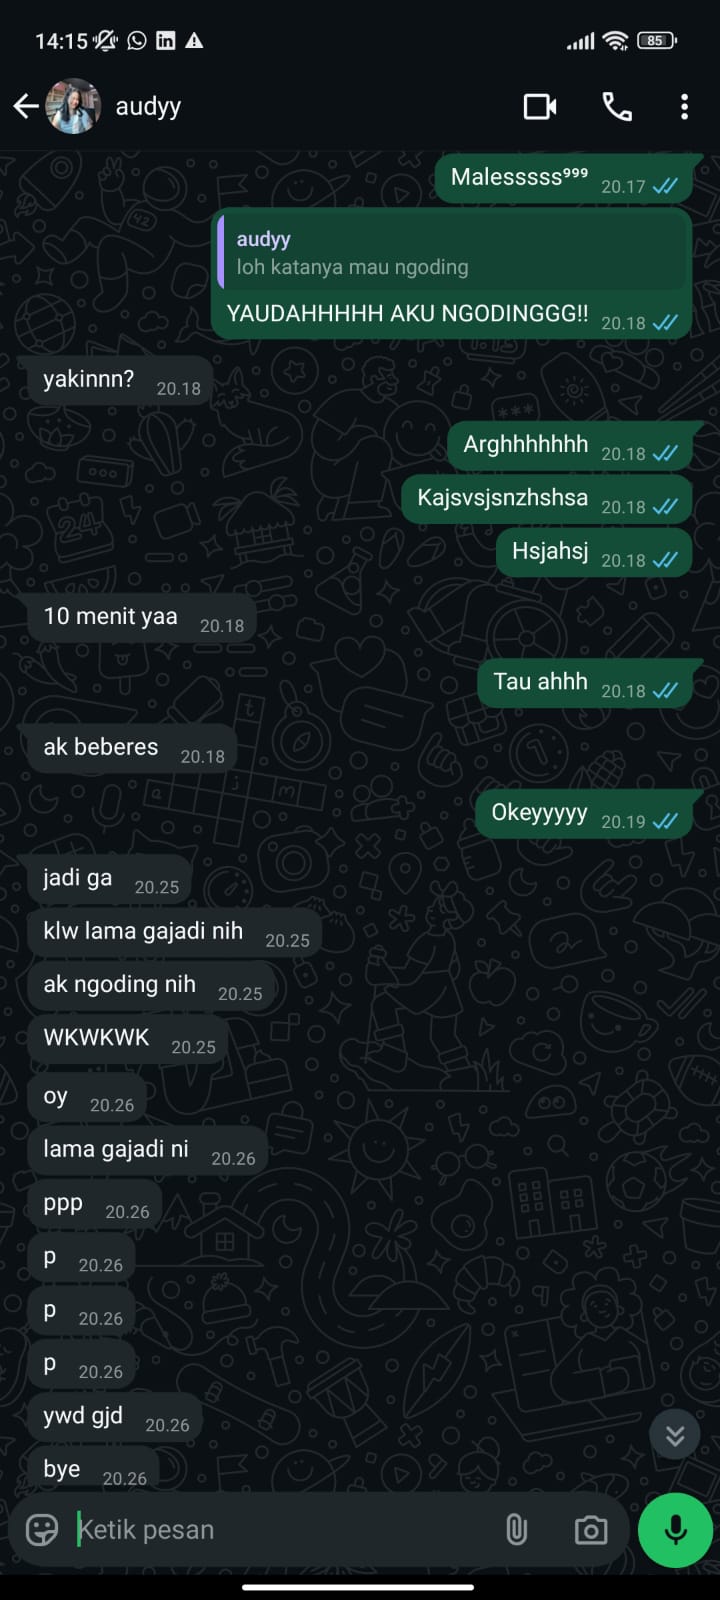 14:15
85
audyy
Malesssss⁹⁹⁹ 20.17
audyy
loh katanya mau ngoding
YAUDAHHHHH AKU NGODINGGG!! 20.18
yakinnn? 20.18
Arghhhhhhh 20.18
Kajsvsjsnzhshsa 20.18
Hsjahsj 20.18
10 menit yaa 20.18
Tau ahhh 20.18
ak beberes 20.18
Okeyyyyy 20.19
jadi ga 20.25
klw lama gajadi nih 20.25
ak ngoding nih 20.25
WKWKWK 20.25
oy 20.26
lama gajadi ni 20.26
ppp 20.26
p 20.26
p 20.26
p 20.26
ywd gjd 20.26
bye 20.26
Ketik pesan